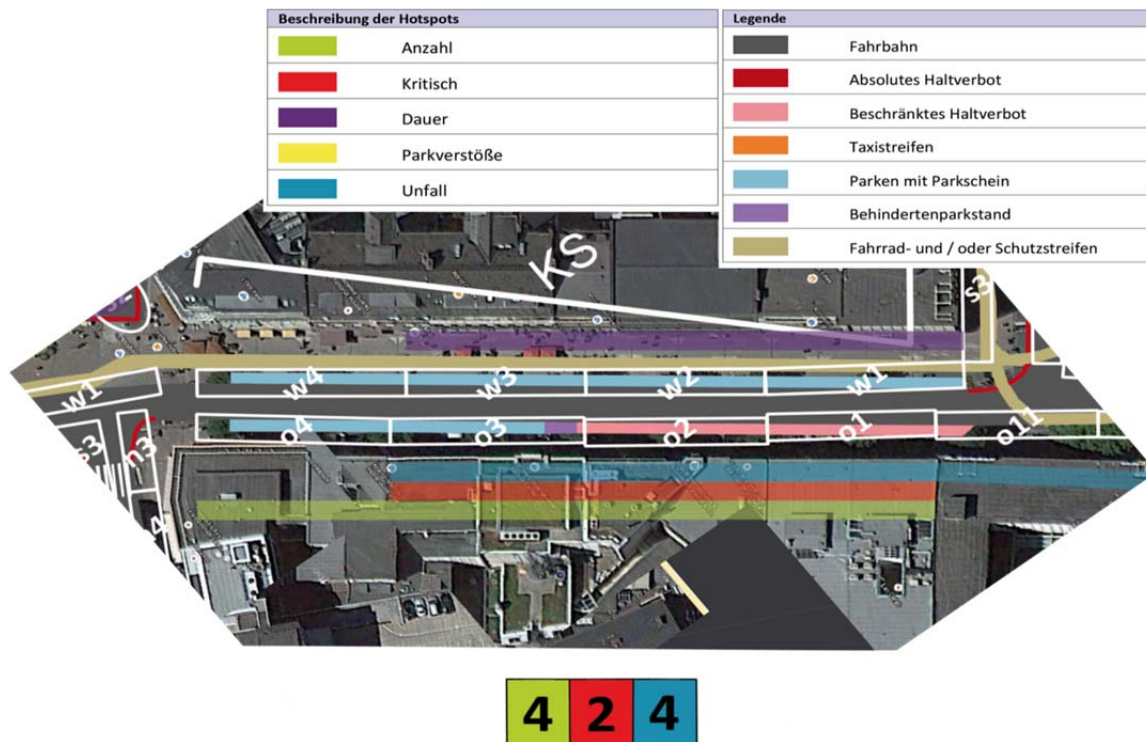 Beschreibung der Hotspots
Anzahl
Kritisch
Dauer
Parkverstöße
Unfall
Legende
Fahrbahn
Absolutes Haltverbot
Beschränktes Haltverbot
Taxistreifen
Parken mit Parkschein
Behindertenparkstand
Fahrrad- und / oder Schutzstreifen
KS
s3
w1
w4
w3
w2
w1
o4
o3
o2
o1
o11
s3
n3
4 2 4